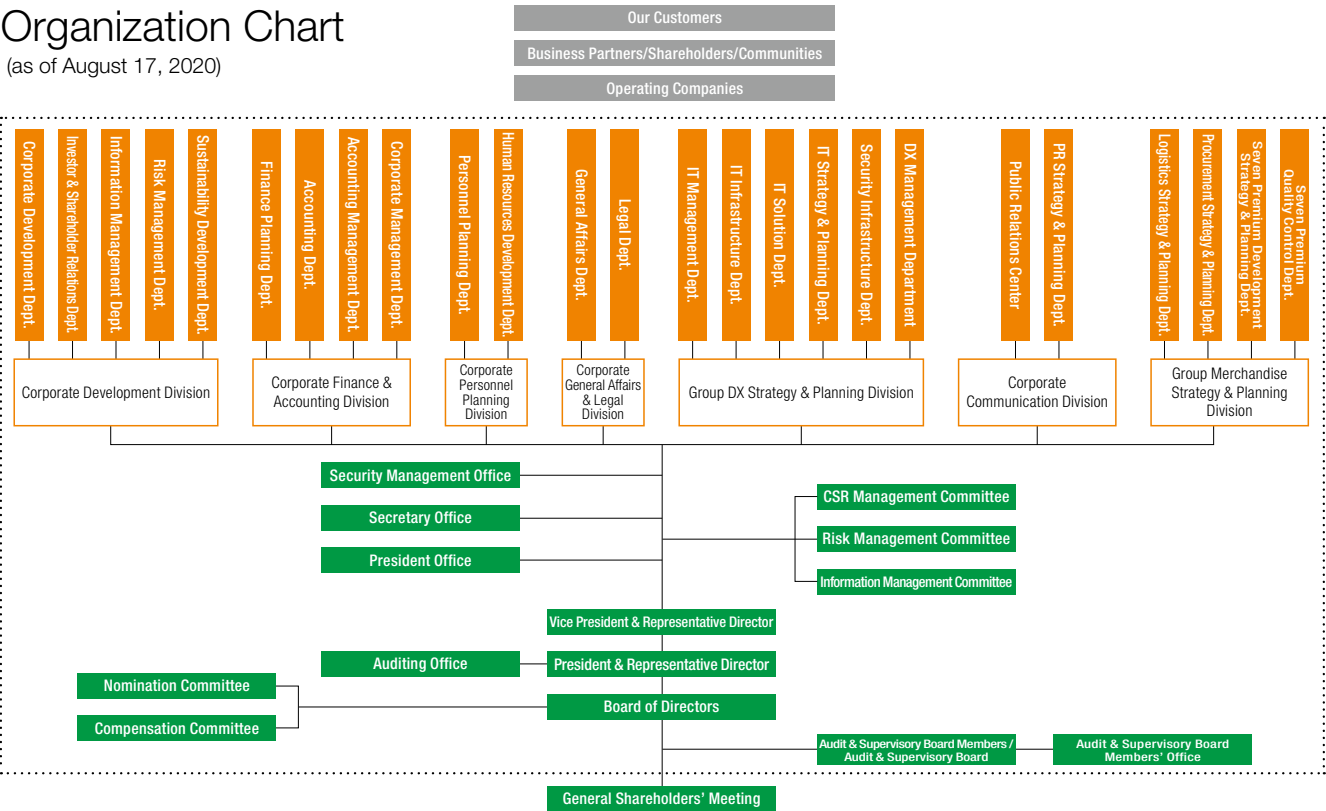 Organization Chart
(as of August 17, 2020)
Our Customers
Business Partners/Shareholders/Communities
Operating Companies
Corporate Development Dept.
Investor & Shareholder Relations Dept
Information Management Dept.
Risk Management Dept.
Sustainability Development Dept.
Finance Planning Dept.
Accounting Dept.
Accounting Management Dept.
Corporate Management Dept.
Personnel Planning Dept.
Human Resources Development Dept.
General Affairs Dept.
Legal Dept.
IT Management Dept.
IT Infrastructure Dept.
IT Solution Dept.
IT Strategy & Planning Dept.
Security Infrastructure Dept.
DX Management Department
Public Relations Center
PR Strategy & Planning Dept.
Logistics Strategy & Planning Dept.
Procurement Strategy & Planning Dept.
Seven Premium Development
Strategy & Planning Dept.
Seven Premium
Quality Control Dept.
Corporate Development Division
Corporate Finance &
Accounting Division
Corporate
Personnel
Planning
Division
Corporate
General Affairs
& Legal
Division
Group DX Strategy & Planning Division
Corporate
Communication Division
Group Merchandise
Strategy & Planning
Division
Security Management Office
Secretary Office
President Office
CSR Management Committee
Risk Management Committee
Information Management Committee
Vice President & Representative Director
Auditing Office
President & Representative Director
Nomination Committee
Compensation Committee
Board of Directors
Audit & Supervisory Board Members /
Audit & Supervisory Board
Audit & Supervisory Board
Members' Office
General Shareholders' Meeting